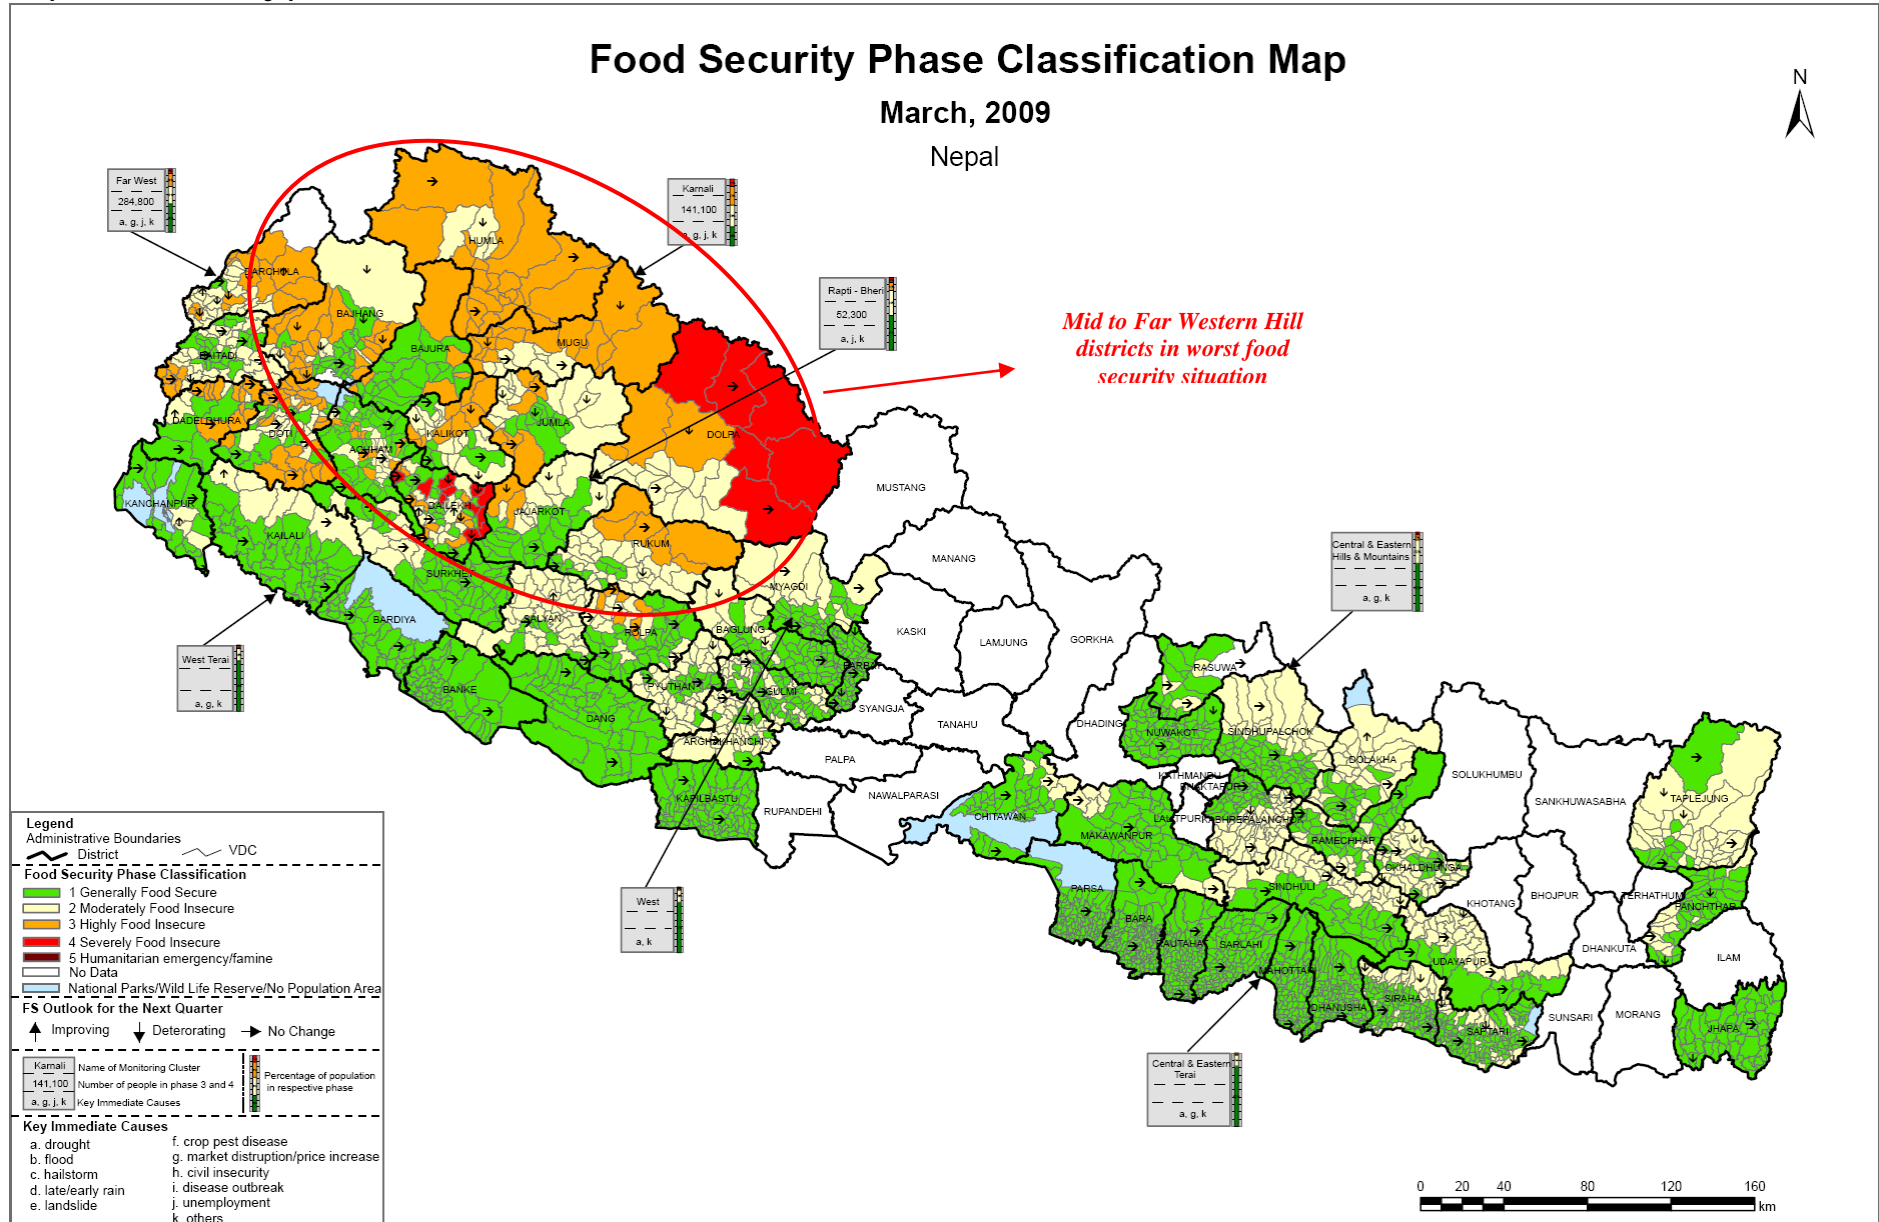 Food Security Phase Classification Map
March, 2009
Nepal
N
Far West
284,800
a, g, j, k
Karnali
141,100
a, g, j, k
Rapti - Bheri
52,300
a, j, k
Mid to Far Western Hill
districts in worst food
security situation
Central & Eastern
Hills & Mountains
a, g, k
West Terai
a, g, k
West
a, k
Central & Eastern
Terai
a, g, k
HUMLA
DARCHULA
BAJHANG
BAJURA
MUGU
BAITADI
DADELDHURA
DOTI
ACHHAM
KALIKOT
JUMLA
DOLPA
KANCHANPUR
KAILALI
DAILEKH
JAJARKOT
RUKUM
SURKHET
BARDIYA
SALYAN
ROLPA
MYAGDI
BAGLUNG
PARBAT
BANKE
DANG
PYUTHAN
GULMI
ARGHAKHANCHI
KAPILBASTU
MUSTANG
MANANG
KASKI
LAMJUNG
GORKHA
SYANGJA
TANAHU
DHADING
PALPA
NAWALPARASI
RUPANDEHI
CHITAWAN
RASUWA
NUWAKOT
SINDHUPALCHOK
DOLAKHA
KATHMANDU
BHAKTAPUR
LALITPUR
KABHREPALANCHOK
MAKAWANPUR
RAMECHHAP
OKHALDHUNGA
SINDHULI
PARSA
BARA
RAUTAHAT
SARLAHI
MAHOTTARI
DHANUSHA
SIRAHA
SAPTARI
UDAYAPUR
SOLUKHUMBU
SANKHUWASABHA
TAPLEJUNG
KHOTANG
BHOJPUR
TERHATHUM
PANCHTHAR
DHANKUTA
ILAM
SUNSARI
MORANG
JHAPA
Legend
Administrative Boundaries
District
VDC
Food Security Phase Classification
1 Generally Food Secure
2 Moderately Food Insecure
3 Highly Food Insecure
4 Severely Food Insecure
5 Humanitarian emergency/famine
No Data
National Parks/Wild Life Reserve/No Population Area
FS Outlook for the Next Quarter
Improving
Deterorating
No Change
Karnali
141,100
a, g, j, k
Name of Monitoring Cluster
Number of people in phase 3 and 4
Key Immediate Causes
Percentage of population
in respective phase
Key Immediate Causes
a. drought
b. flood
c. hailstorm
d. late/early rain
e. landslide
f. crop pest disease
g. market distruption/price increase
h. civil insecurity
i. disease outbreak
j. unemployment
k. others
0 20 40 80 120 160
km